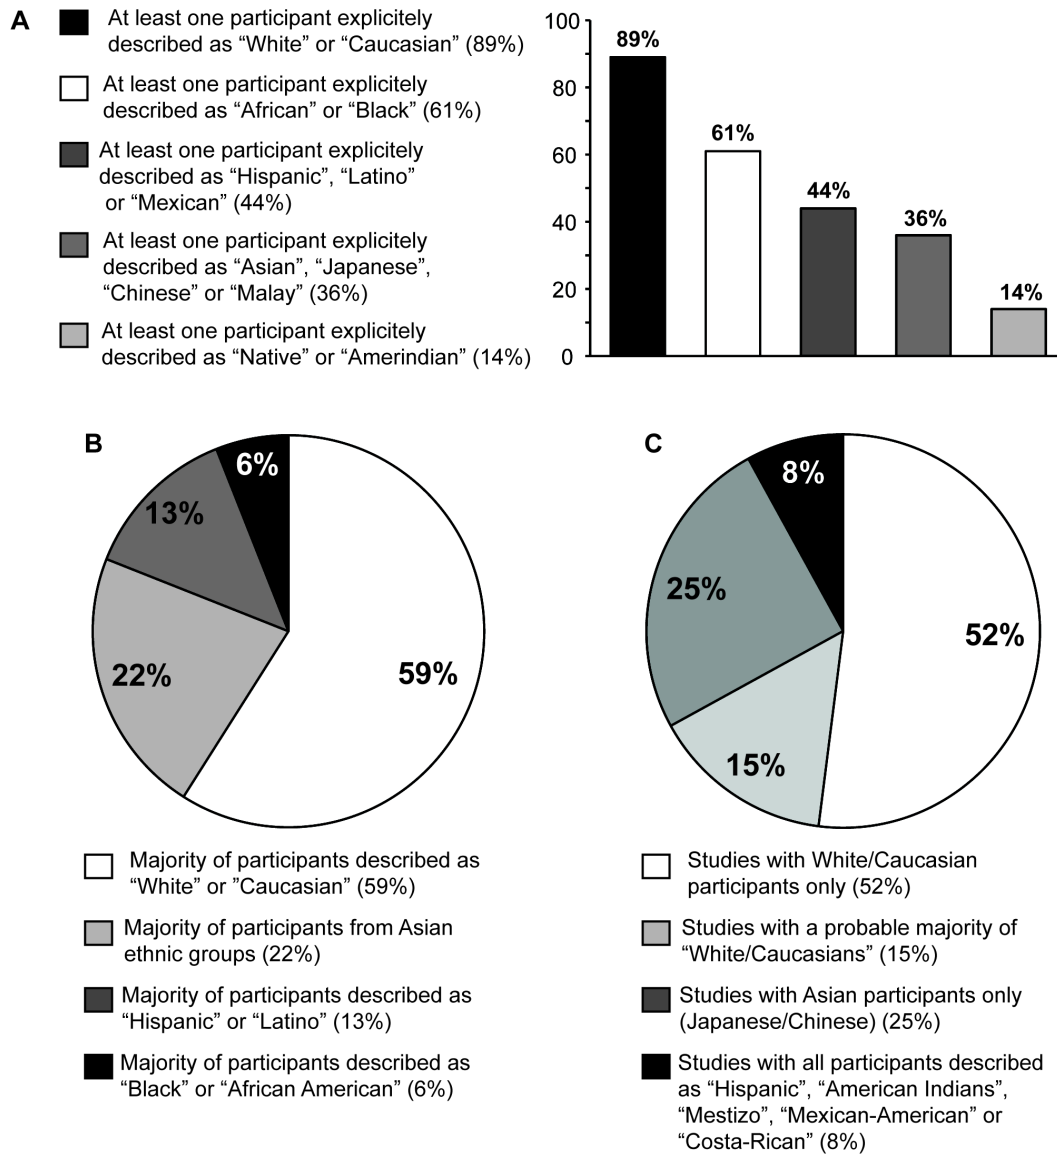 A
At least one participant explicitely
described as “White” or “Caucasian” (89%)
At least one participant explicitely
described as “African” or “Black” (61%)
At least one participant explicitely
described as “Hispanic”, “Latino”
or “Mexican” (44%)
At least one participant explicitely
described as “Asian”, “Japanese”,
“Chinese” or “Malay” (36%)
At least one participant explicitely
described as “Native” or “Amerindian” (14%)
100
80
60
40
20
0
89%
61%
44%
36%
14%
B
6%
13%
22%
59%
Majority of participants described as
“White” or ”Caucasian” (59%)
Majority of participants from Asian
ethnic groups (22%)
Majority of participants described as
“Hispanic” or “Latino” (13%)
Majority of participants described as
“Black” or “African American” (6%)
C
8%
25%
52%
15%
Studies with White/Caucasian
participants only (52%)
Studies with a probable majority of
“White/Caucasians” (15%)
Studies with Asian participants only
(Japanese/Chinese) (25%)
Studies with all participants described
as “Hispanic”, “American Indians”,
“Mestizo”, “Mexican-American” or
“Costa-Rican” (8%)